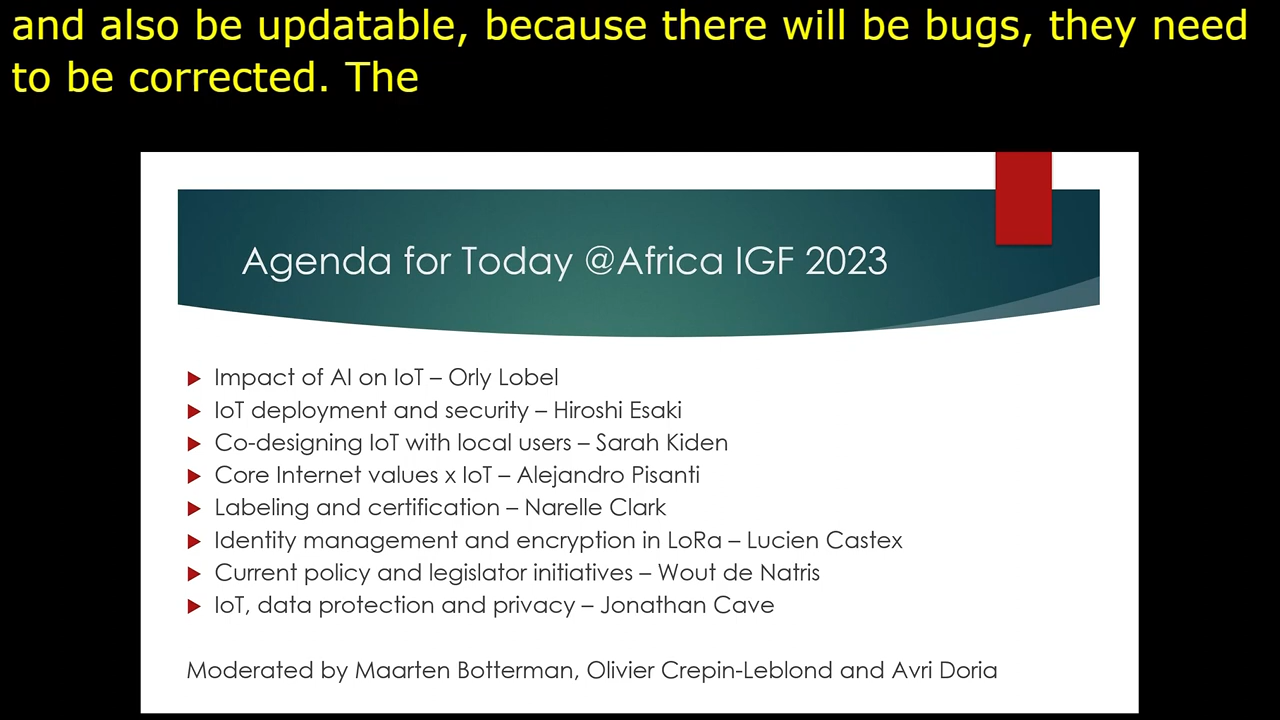 and also be updatable, because there will be bugs, they need
to be corrected. The
Agenda for Today @Africa IGF 2023
Impact of AI on IoT – Orly Lobel
IoT deployment and security – Hiroshi Esaki
Co-designing IoT with local users – Sarah Kiden
Core Internet values x IoT – Alejandro Pisanti
Labeling and certification – Narelle Clark
Identity management and encryption in LoRa – Lucien Castex
Current policy and legislator initiatives – Wout de Natris
IoT, data protection and privacy – Jonathan Cave
Moderated by Maarten Botterman, Olivier Crepin-Leblond and Avri Doria